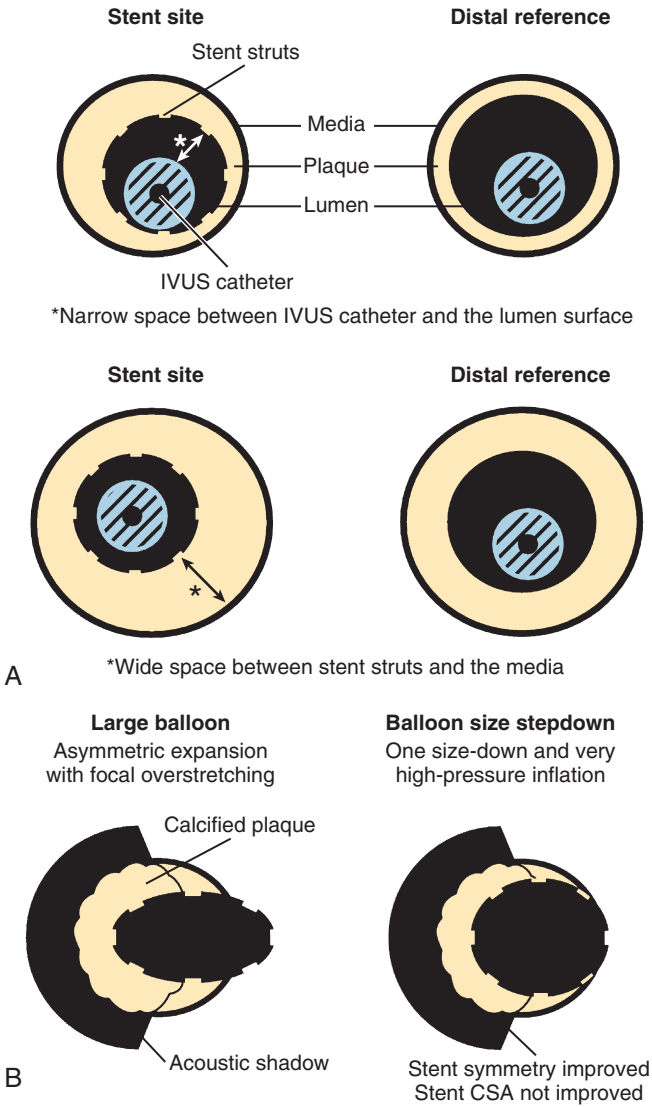 Stent site
Distal reference
Stent struts
*
Media
Plaque
Lumen
IVUS catheter
*Narrow space between IVUS catheter and the lumen surface
Stent site
Distal reference
*
*Wide space between stent struts and the media
A
Large balloon
Asymmetric expansion
with focal overstretching
Balloon size stepdown
One size-down and very
high-pressure inflation
Calcified plaque
Acoustic shadow
Stent symmetry improved
Stent CSA not improved
B